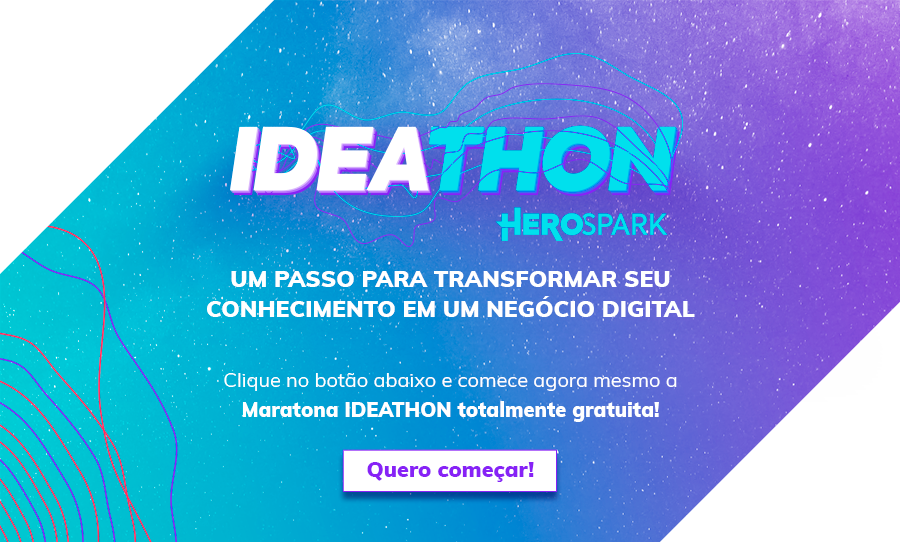 IDEATHON
HEROSPARK
UM PASSO PARA TRANSFORMAR SEU
CONHECIMENTO EM UM NEGÓCIO DIGITAL
Clique no botão abaixo e comece agora mesmo a
Maratona IDEATHON totalmente gratuita!
Quero começar!